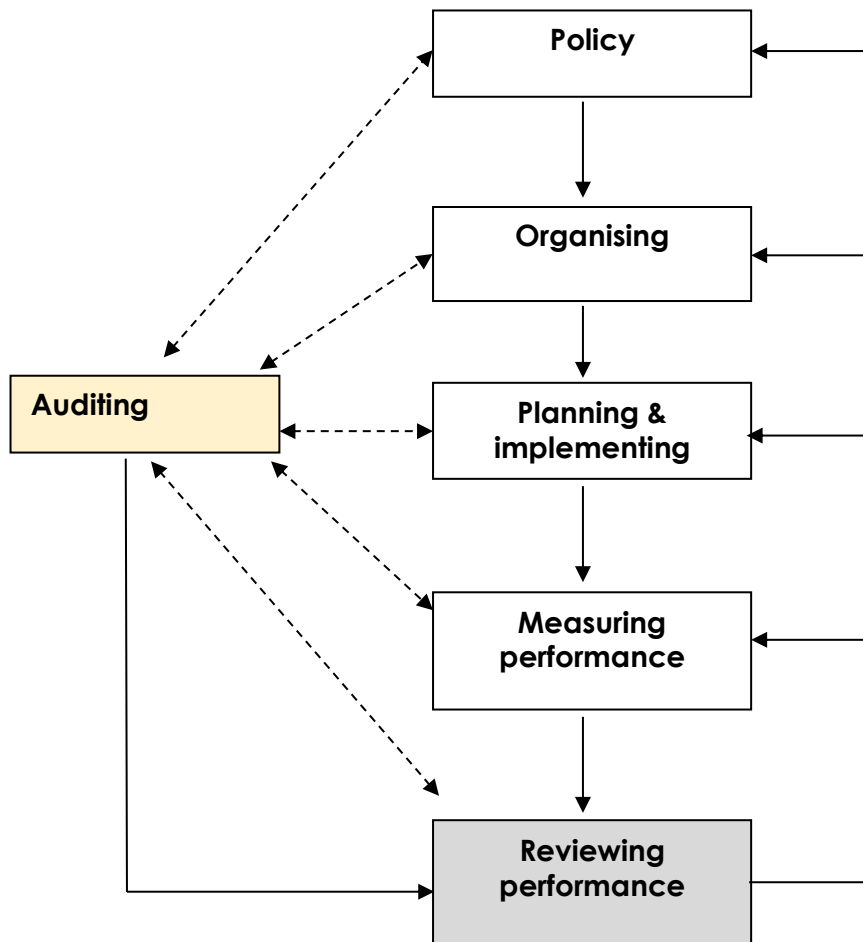 Policy
Organising
Auditing
Planning &
implementing
Measuring
performance
Reviewing
performance